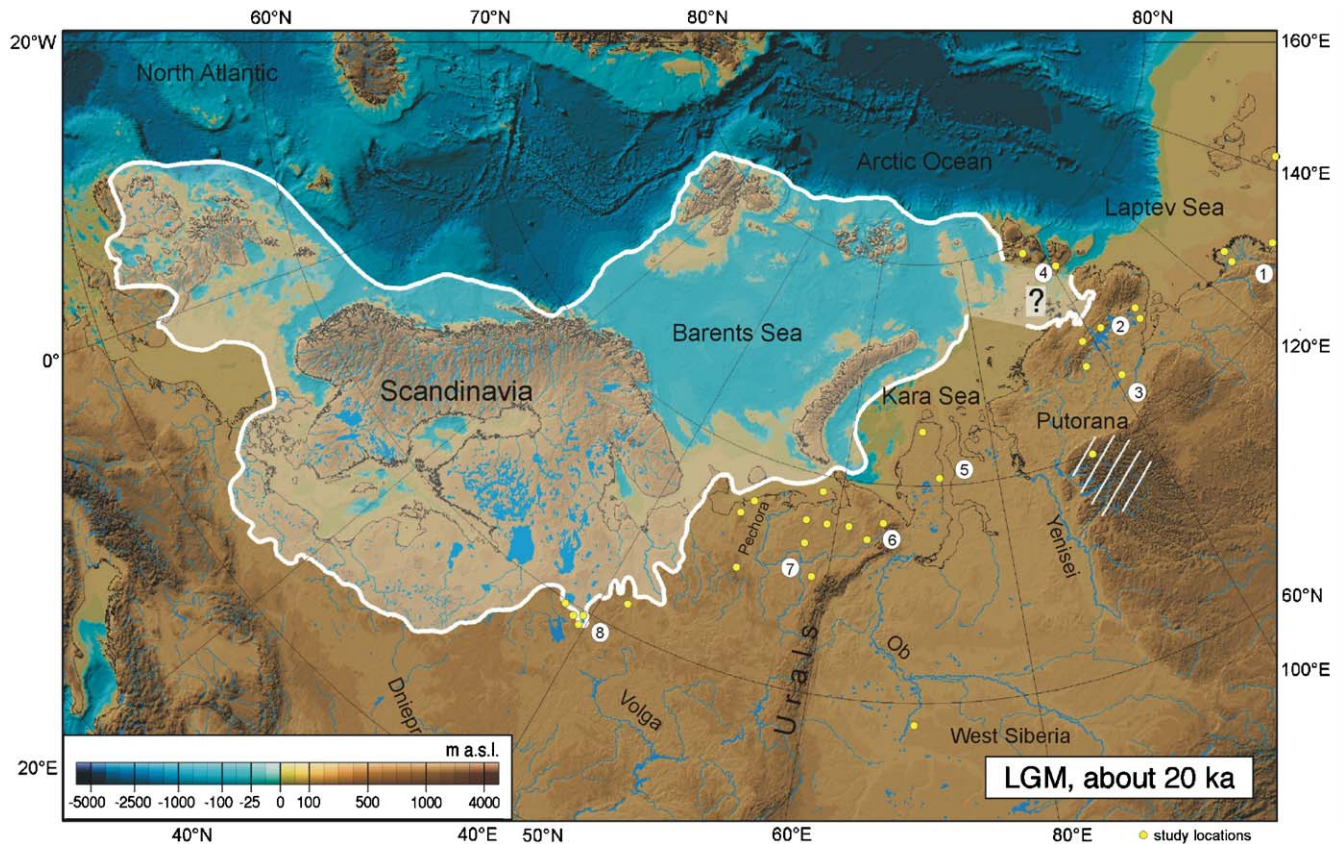 60°N
70°N
80°N
80°N
20°W
160°E
North Atlantic
Arctic Ocean
140°E
Laptev Sea
1
4
?
2
Barents Sea
0°
120°E
Scandinavia
Kara Sea
3
Putorana
5
Pechora
6
Yenisei
7
60°N
8
Urals
Ob
100°E
Dniepr
Volga
West Siberia
m a.s.l.
20°E
LGM, about 20 ka
-5000 -2500 -1000 -100 -25 0 100 500 1000 4000
40°N
40°E
50°N
60°E
80°E
study locations